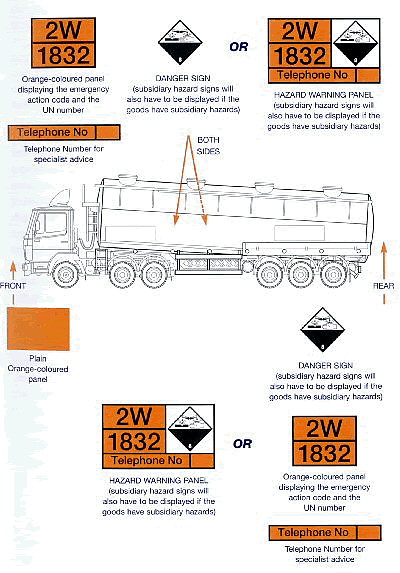 2W
1832
Orange-coloured panel
displaying the emergency
action code and the
UN number
Telephone No
Telephone Number for
specialist advice
8
DANGER SIGN
(subsidiary hazard signs will
also have to be displayed if the
goods have subsidiary hazards)
OR
2W
1832
8
Telephone No
HAZARD WARNING PANEL
(subsidiary hazard signs will
also have to be displayed if the
goods have subsidiary hazards)
BOTH
SIDES
FRONT
REAR
Plain
Orange-coloured
panel
8
DANGER SIGN
(subsidiary hazard signs will
also have to be displayed if the
goods have subsidiary hazards)
2W
1832
8
Telephone No
HAZARD WARNING PANEL
(subsidiary hazard signs will
also have to be displayed if the
goods have subsidiary hazards)
OR
2W
1832
Orange-coloured panel
displaying the emergency
action code and the
UN number
Telephone No
Telephone Number for
specialist advice